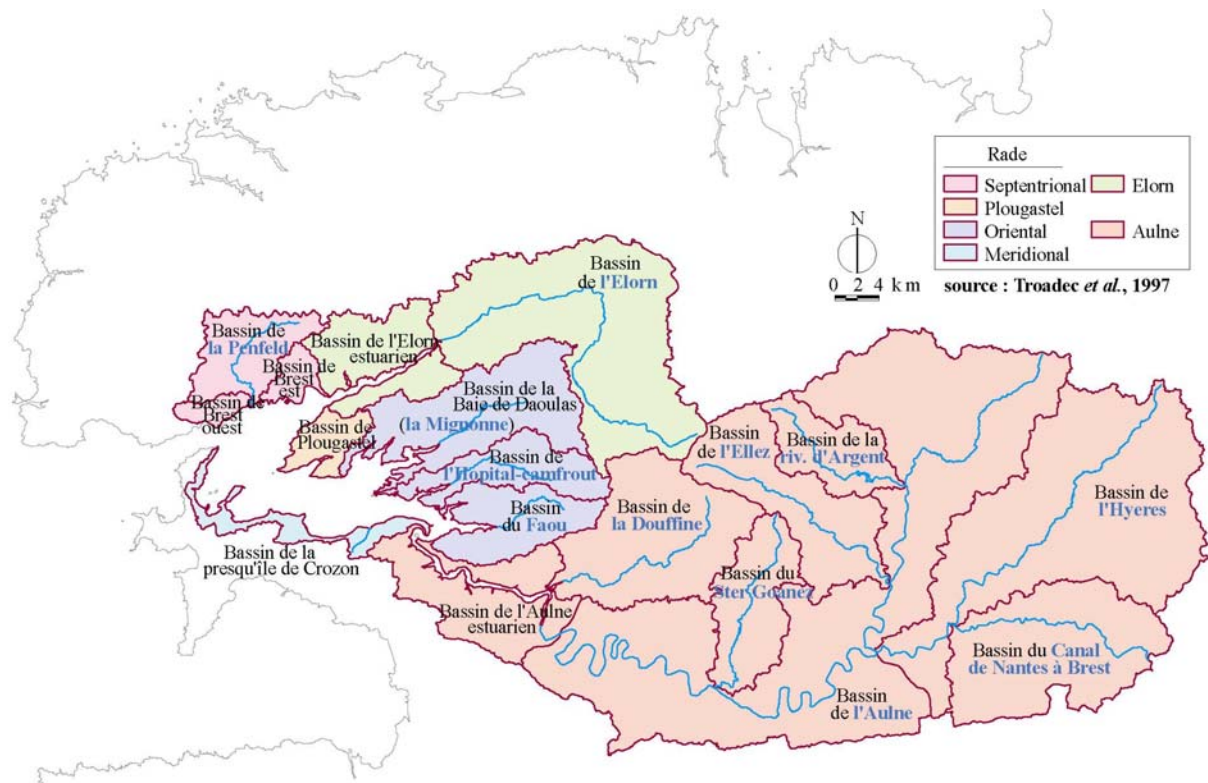 Rade
Septentrional
Plougastel
Oriental
Meridional
Elorn
Aulne
N
0 2 4 km
source : Troadec et al., 1997
Bassin
de l'Elorn
Bassin de
la Penfeld
Bassin de l'Elorn
estuarien
Bassin de
Brest
est
Bassin de
Brest
ouest
Bassin de la
Baie de Daoulas
(la Mignonne)
Bassin de
Plougastel
Bassin de
l'Hopital-camfrout
Bassin
du Faou
Bassin
de l'Ellez
Bassin de la
riv. d'Argent
Bassin de
l'Hyeres
Bassin de
la Douffine
Bassin de la
presqu'île de Crozon
Bassin du
Ster Goanez
Bassin de l'Aulne
estuarien
Bassin du Canal
de Nantes à Brest
Bassin
de l'Aulne